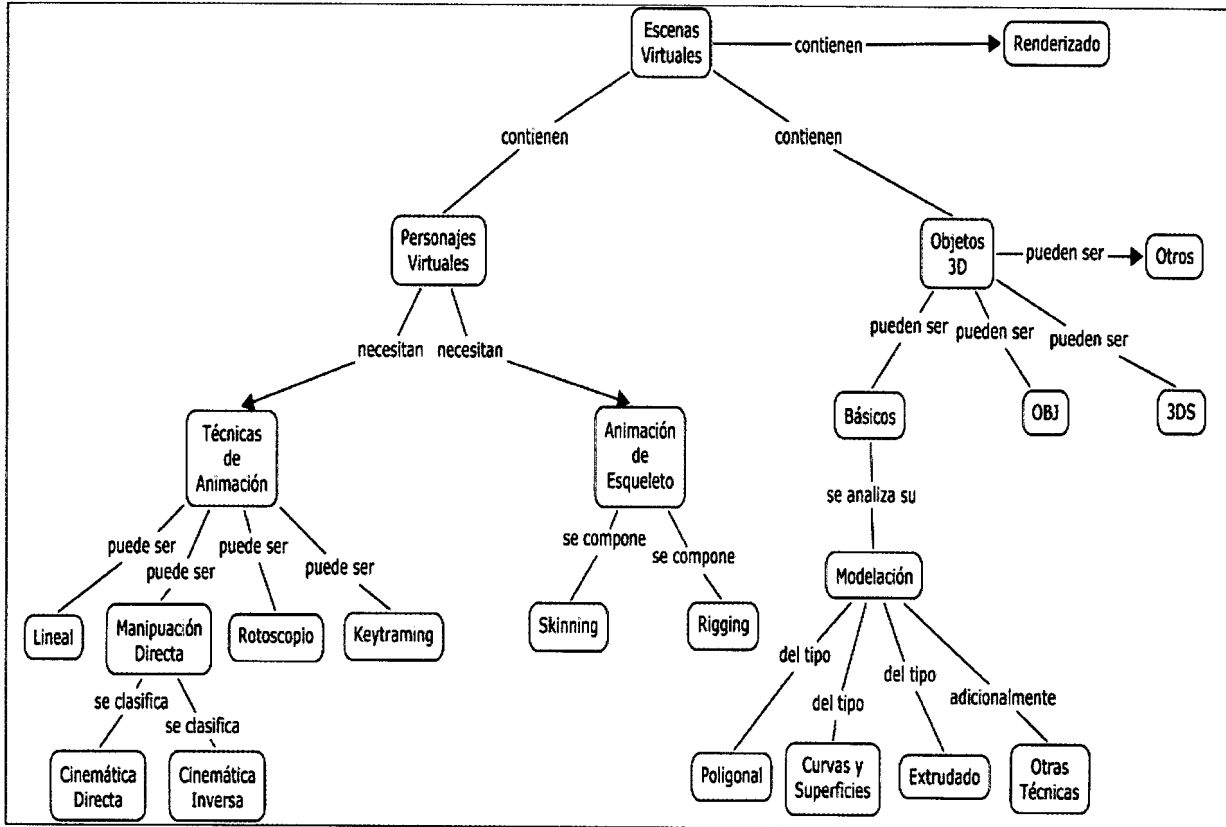 Escenas
Virtuales
contienen
Renderizado
contienen
contienen
Personajes
Virtuales
Objetos
3D
pueden ser
Otros
necesitan
necesitan
pueden ser
pueden ser
pueden ser
Técnicas
de
Animación
Animación
de
Esqueleto
Básicos
OBJ
3DS
se analiza su
puede ser
puede ser
puede ser
puede ser
se compone
se compone
Modelación
Lineal
Manipuación
Directa
Rotoscopio
Keytraming
Skinning
Rigging
se clasifica
se clasifica
del tipo
del tipo
del tipo
adicionalmente
Cinemática
Directa
Cinemática
Inversa
Poligonal
Curvas y
Superficies
Extrudado
Otras
Técnicas